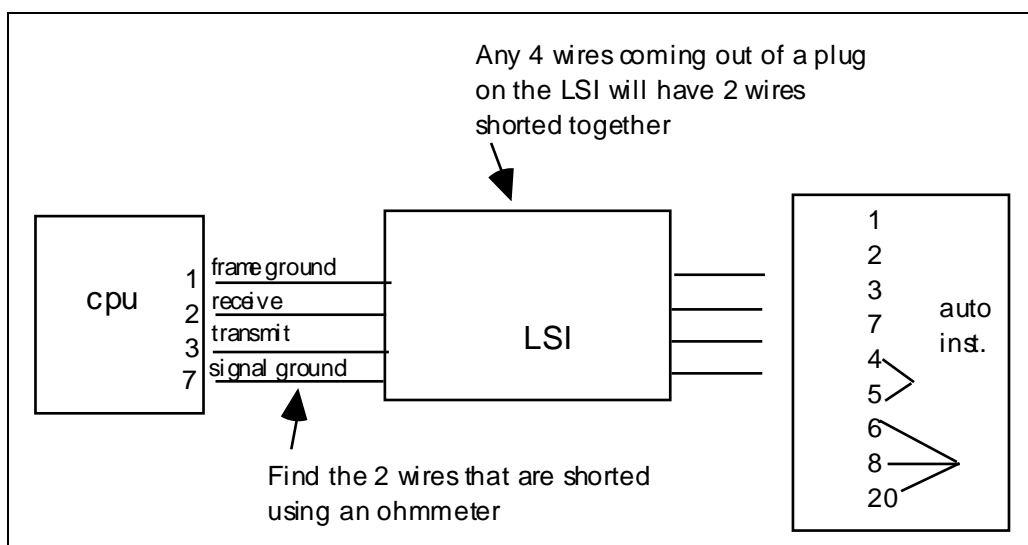 Any 4 wires coming out of a plug
on the LSI will have 2 wires
shorted together
cpu
1 frame ground
2 receive
3 transmit
7 signal ground
LSI
1
2
3
7
4
5
6
8
20
auto
inst.
Find the 2 wires that are shorted
using an ohmmeter